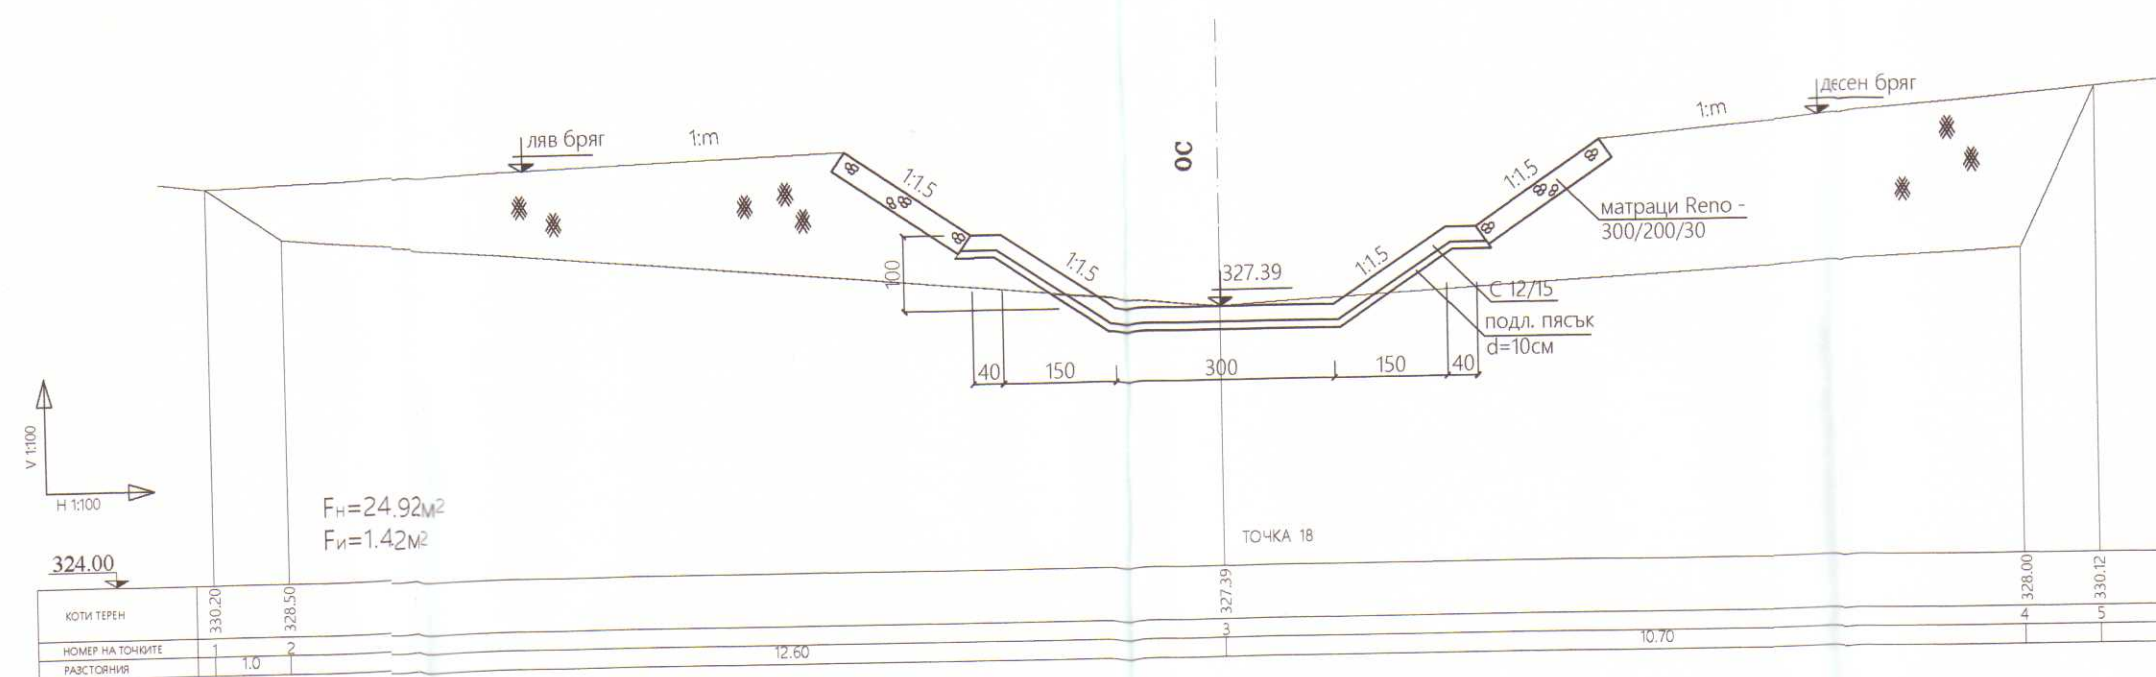 ляв бряг
1:m
1:1.5
ОС
1:m
десен бряг
1:1.5
матраци Reno -
300/200/30
100
1:1.5
327.39
1:1.5
C 12/15
подл. пясък
d=10см
40
150
300
150
40
V 1:100
H 1:100
Fн=24.92м2
Fи=1.42м2
ТОЧКА 18
324.00
КОТИ ТЕРЕН
330.20
328.50
327.39
328.00
330.12
НОМЕР НА ТОЧКИТЕ
1
2
3
4
5
РАЗСТОЯНИЯ
1.0
12.60
10.70